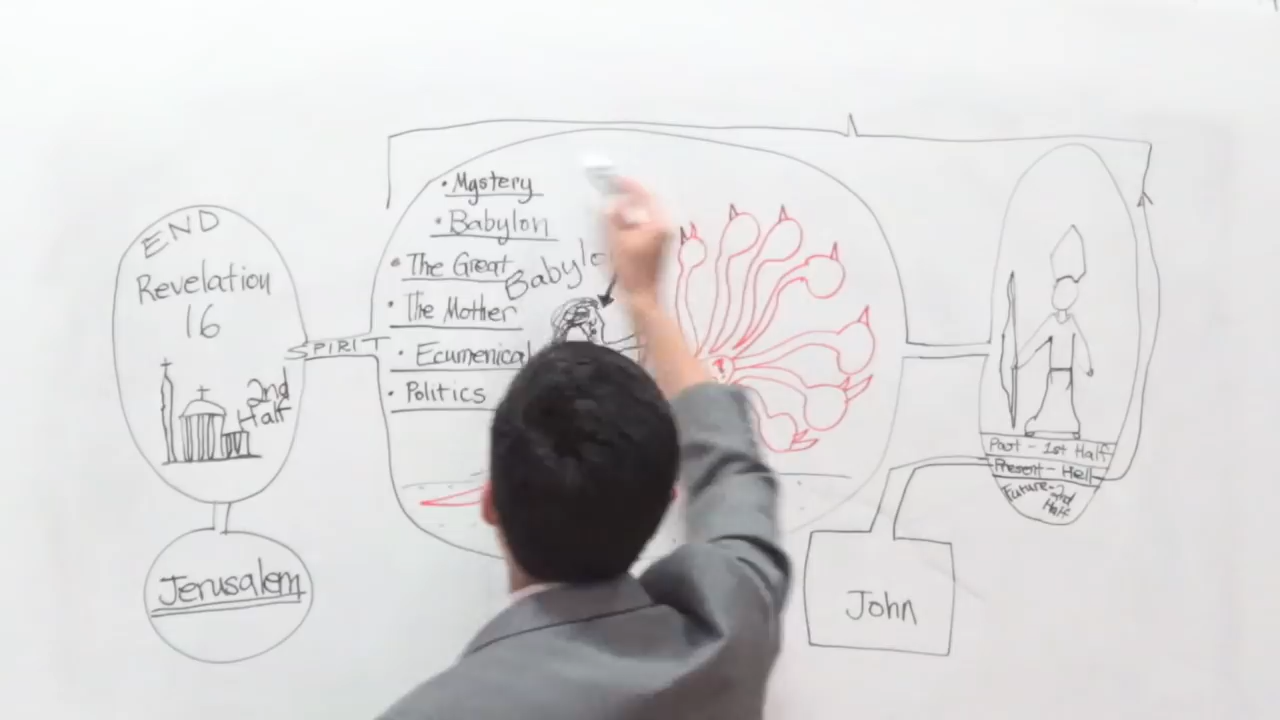 END
Revelation
16
2nd
Half
Jerusalem
SPIRIT
• Mystery
• Babylon
• The Great
• The Mother
• Ecumenical
• Politics
Babylo
Past - 1st Half
Present - Hell
Future - 2nd
Half
John